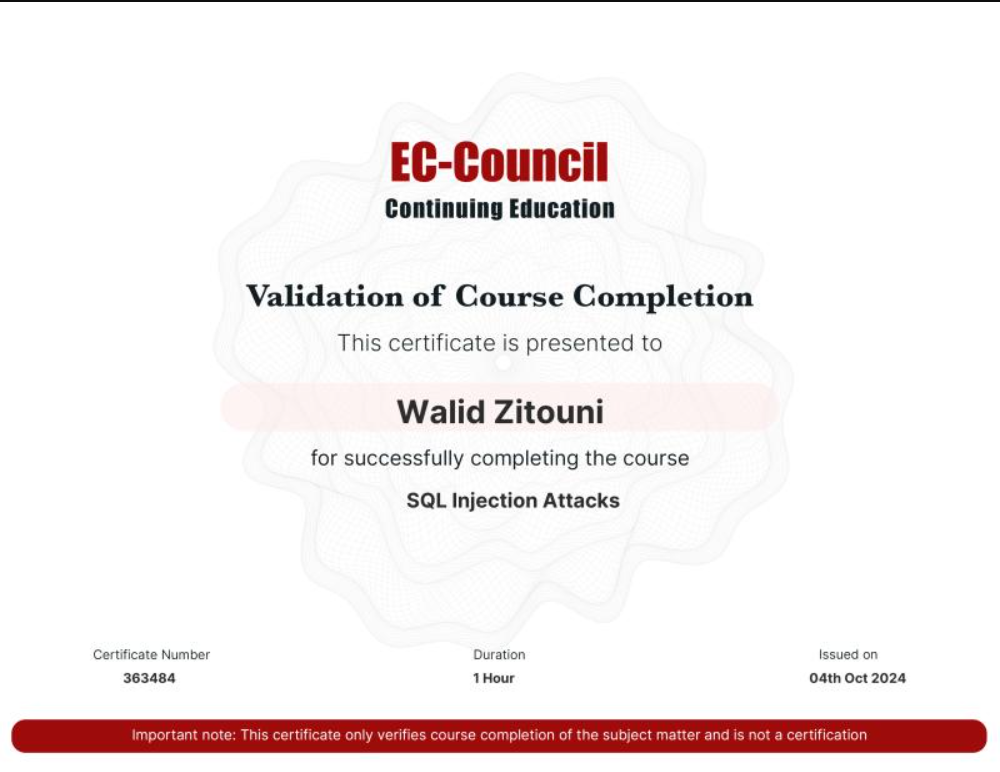 EC-Council
Continuing Education
Validation of Course Completion
This certificate is presented to
Walid Zitouni
for successfully completing the course
SQL Injection Attacks
Certificate Number
363484
Duration
1 Hour
Issued on
04th Oct 2024
Important note: This certificate only verifies course completion of the subject matter and is not a certification